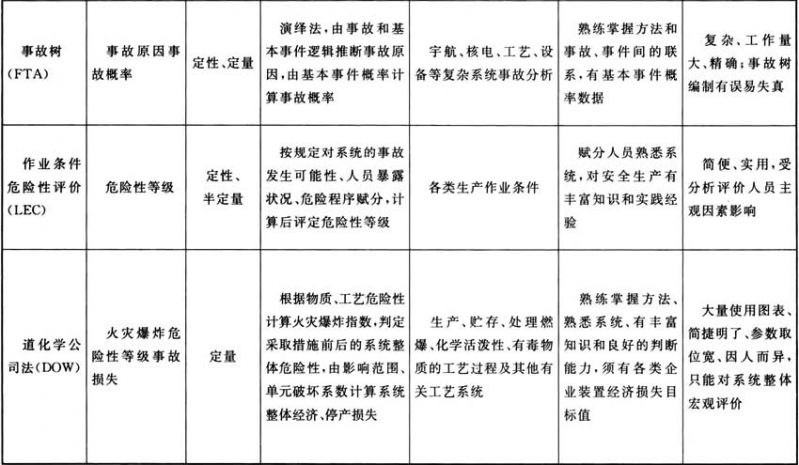 事故树
(FTA)
事故原因事
故概率
定性、定量
演绎法,由事故和基
本事件逻辑推断事故原
因,由基本事件概率计
算事故概率
宇航、核电、工艺、设
备等复杂系统事故分析
熟练掌握方法和
事故、事件间的联
系,有基本事件概
率数据
复杂、工作量
大、精确;事故树
编制有误易失真
作业条件
危险性评价
(LEC)
危险性等级
定性、
半定量
按规定对系统的事故
发生可能性、人员暴露
状况、危险程序赋分,计
算后评定危险性等级
各类生产作业条件
赋分人员熟悉系
统,对安全生产有
丰富知识和实践经
验
简便、实用,受
分析评价人员主
观因素影响
道化学公
司法(DOW)
火灾爆炸危
险性等级事故
损失
定量
根据物质、工艺危险性
计算火灾爆炸指数,判定
采取措施前后的系统整
体危险性,由影响范围、
单元破坏系数计算系统
整体经济、停产损失
生产、贮存、处理燃
爆、化学活泼性、有毒物
质的工艺过程及其他有
关工艺系统
熟练掌握方法、
熟悉系统、有丰富
知识和良好的判断
能力,须有各类企
业装置经济损失目
标值
大量使用图表、
简捷明了、参数取
位宽、因人而异,
只能对系统整体
宏观评价